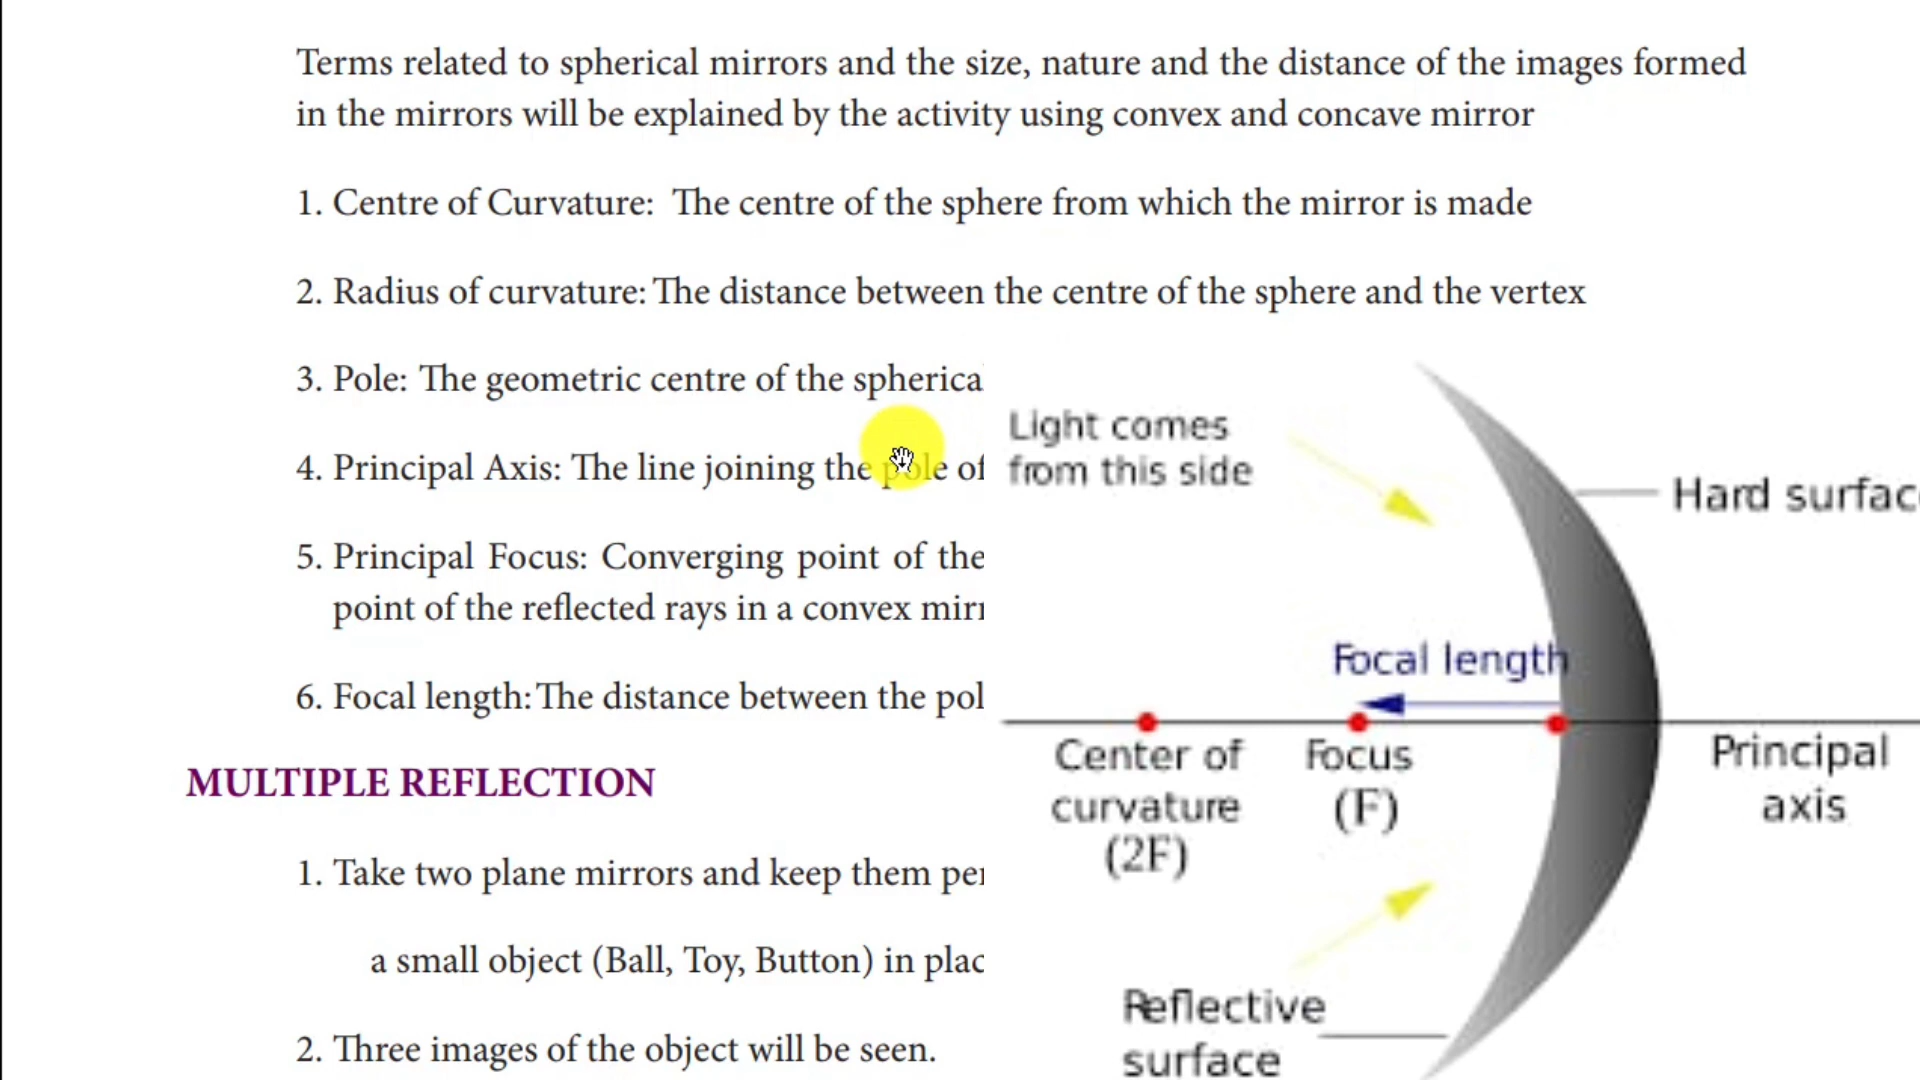 Terms related to spherical mirrors and the size, nature and the distance of the images formed
in the mirrors will be explained by the activity using convex and concave mirror
1. Centre of Curvature: The centre of the sphere from which the mirror is made
2. Radius of curvature: The distance between the centre of the sphere and the vertex
3. Pole: The geometric centre of the
4. Principal Axis: The line joining the pole of
5. Principal Focus: Converging point of the
point of the reflected rays in a convex
6. Focal length: The distance between the
MULTIPLE REFLECTION
1. Take two plane mirrors and keep them
a small object (Ball, Toy, Button) in
2. Three images of the object will be seen.
Light comes
from this side
Hard
Focal length
Center of
curvature
(2F)
Focus
(F)
Principal
axis
Reflective
surface